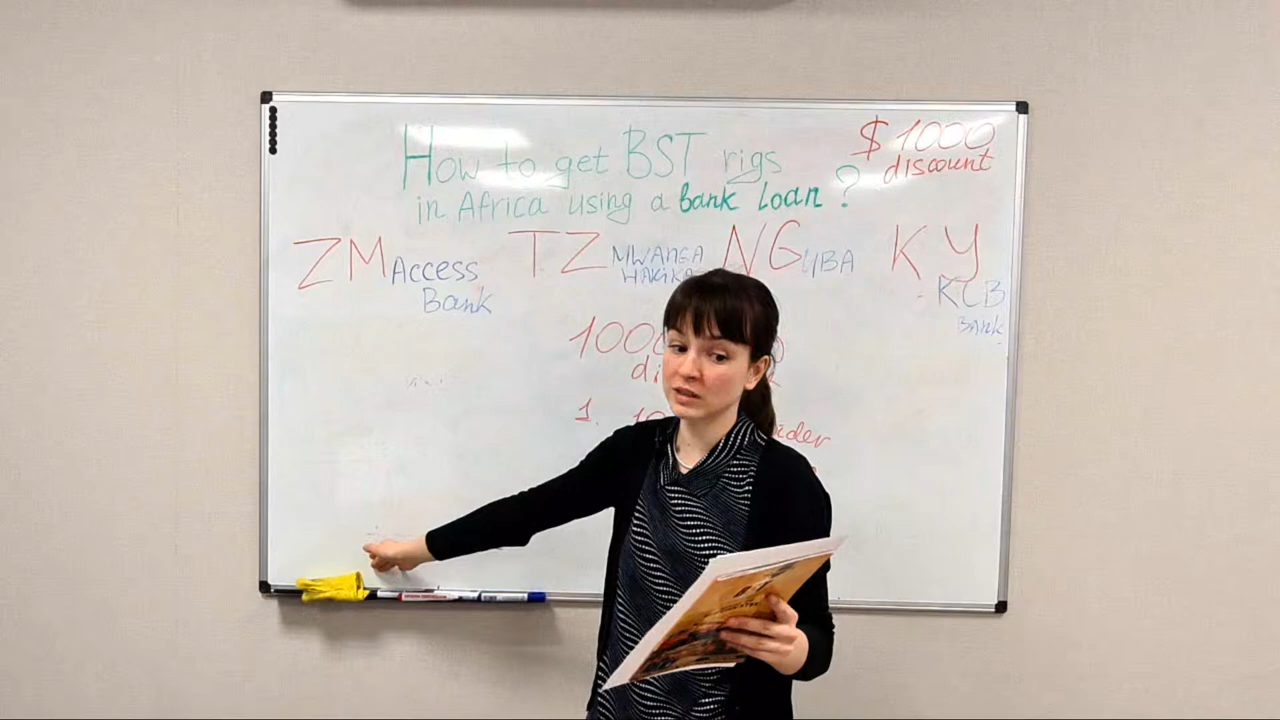 How to get BST rigs
in Africa using a bank loan?
$1000
discount
ZM Access
Bank
TZ MWANGA
HAKIKA
NG UBA
KY
KCB
BANK
1.